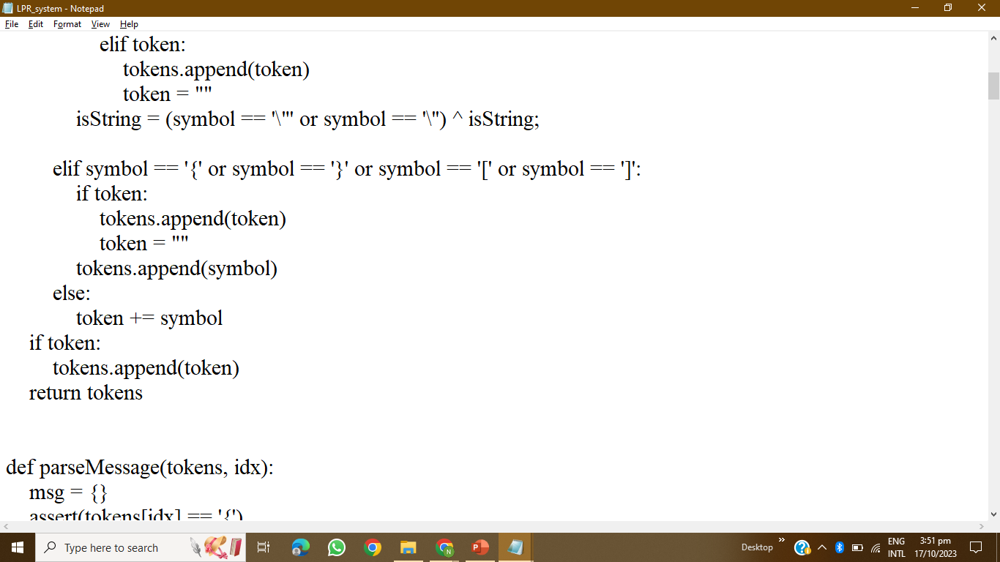 LPR_system - Notepad
File Edit Format View Help
elif token:
tokens.append(token)
token = ""
isString = (symbol == '\"' or symbol == '\'') ^ isString;
elif symbol == '{' or symbol == '}' or symbol == '[' or symbol == ']':
if token:
tokens.append(token)
token = ""
tokens.append(symbol)
else:
token += symbol
if token:
tokens.append(token)
return tokens
def parseMessage(tokens, idx):
msg = {}
assert(tokens[idx] == '{')
Type here to search
Desktop
ENG
INTL
3:51 pm
17/10/2023